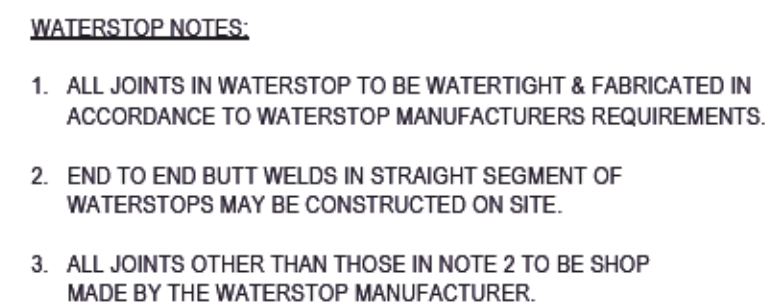 WATERSTOP NOTES:
1. ALL JOINTS IN WATERSTOP TO BE WATERTIGHT & FABRICATED IN
ACCORDANCE TO WATERSTOP MANUFACTURERS REQUIREMENTS.
2. END TO END BUTT WELDS IN STRAIGHT SEGMENT OF
WATERSTOPS MAY BE CONSTRUCTED ON SITE.
3. ALL JOINTS OTHER THAN THOSE IN NOTE 2 TO BE SHOP
MADE BY THE WATERSTOP MANUFACTURER.